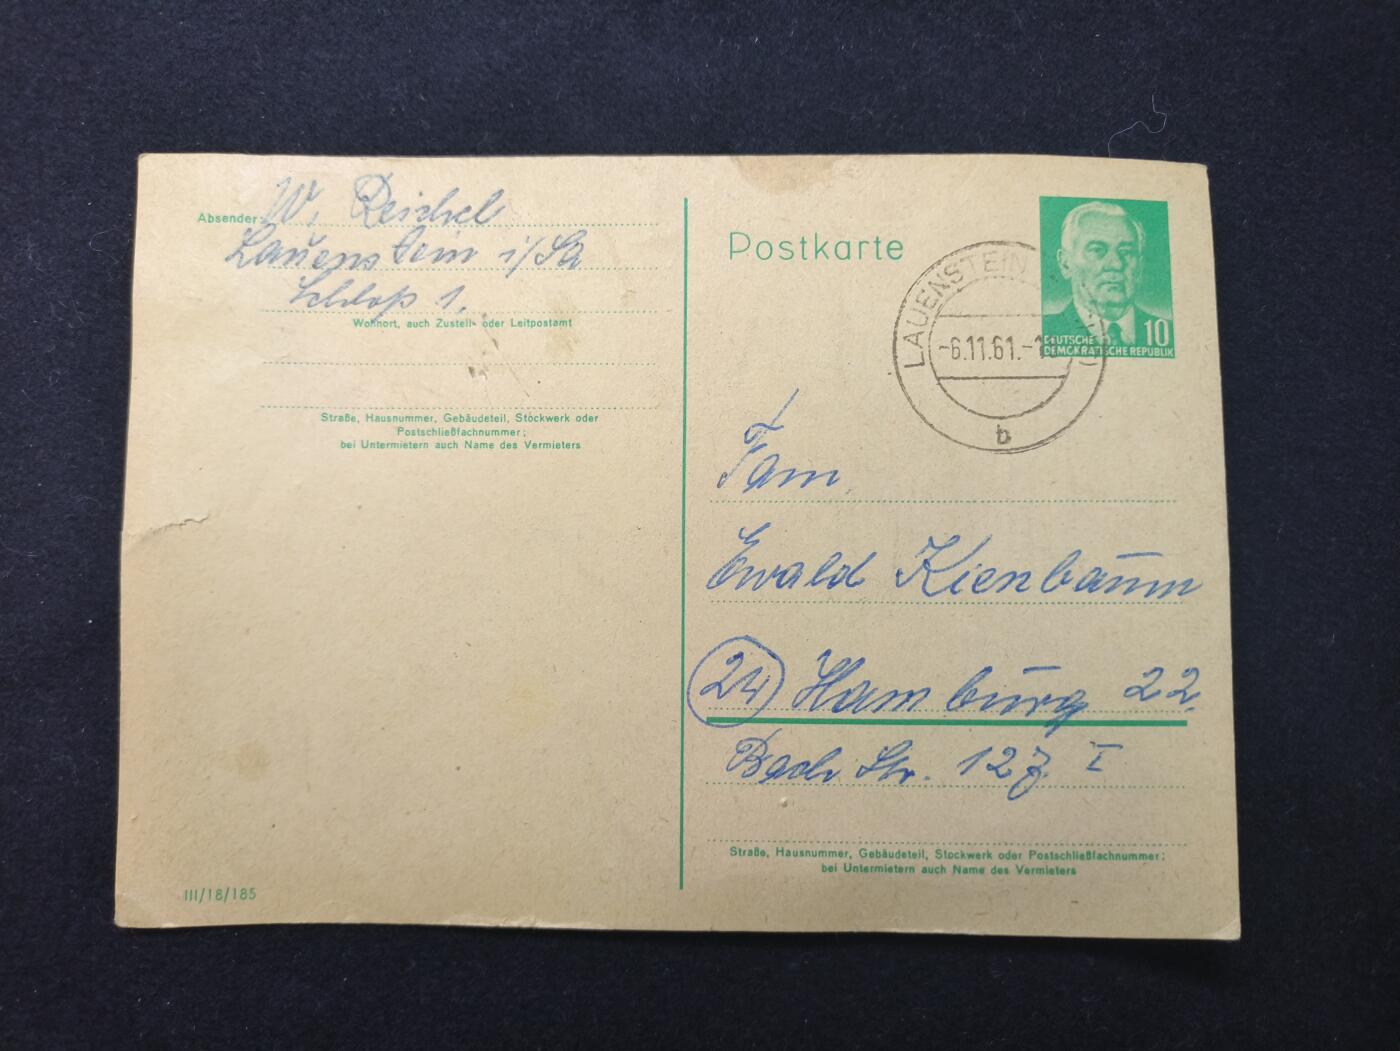 Absender:
W. Reichel
Lauenstein i/Sa
Schloß 1.
Wohnort, auch Zustell- oder Leitpostamt
Straße, Hausnummer, Gebäudeteil, Stockwerk oder
Postschließfachnummer;
bei Untermietern auch Name des Vermieters
III/18/185
Postkarte
LAUENSTEIN
-6.11.61.-1
b
10
DEUTSCHE
DEMOKRATISCHE REPUBLIK
Fam
Ewald Kienbaum
24 Hamburg 22.
Bach Str. I
Straße, Hausnummer, Gebäudeteil, Stockwerk oder Postschließfachnummer;
bei Untermietern auch Name des Vermieters